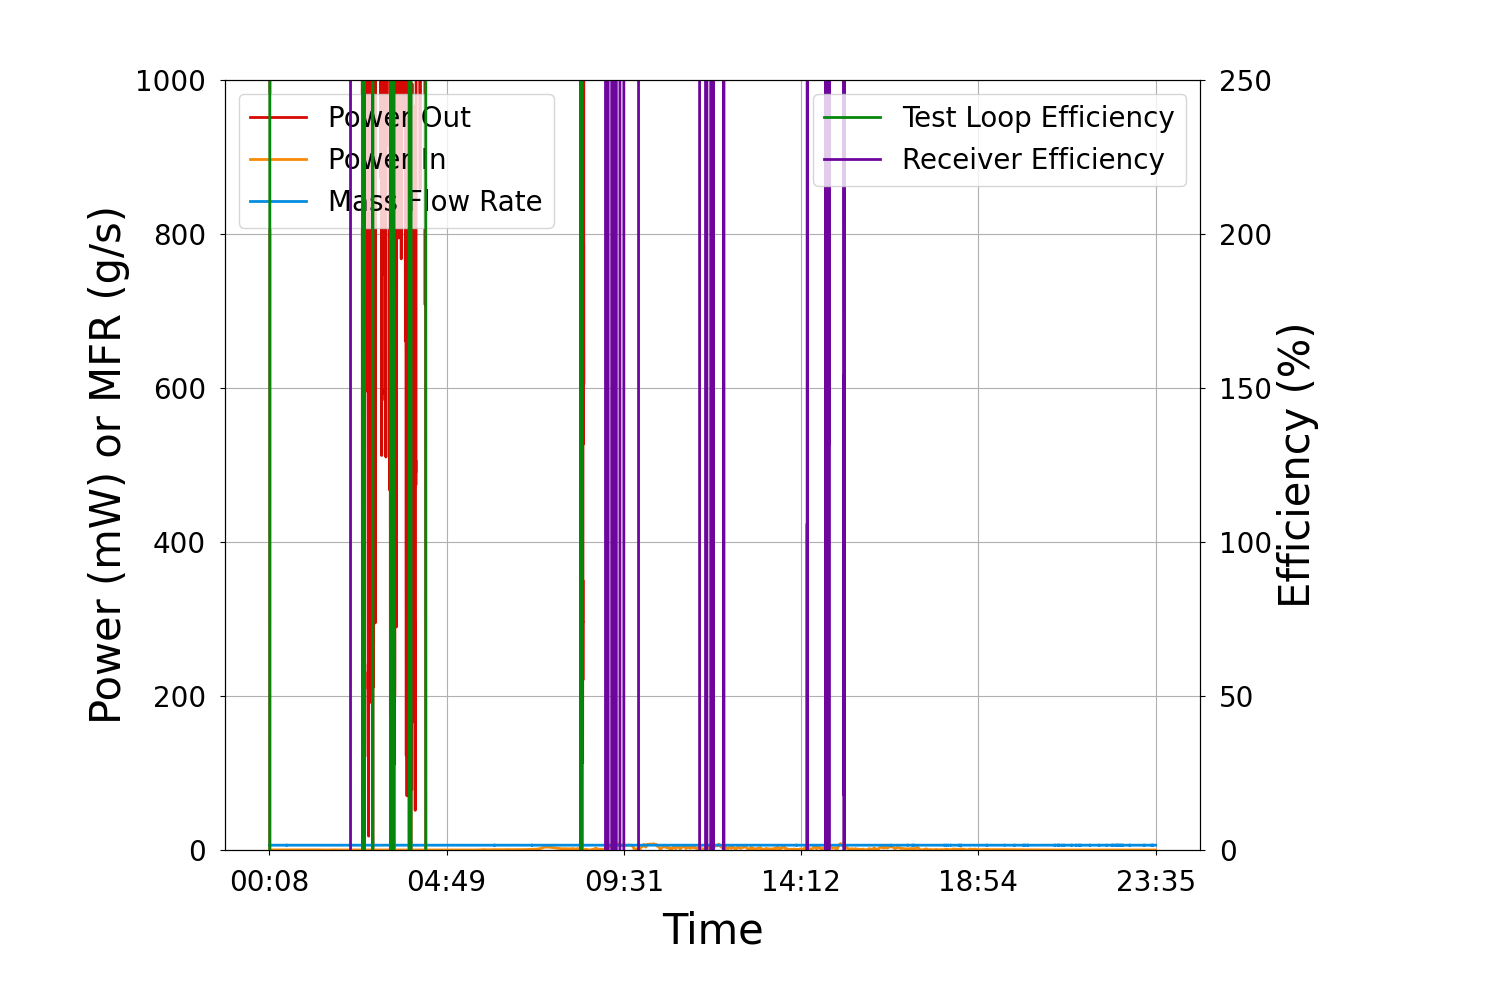 1000
800
600
400
200
0
Power (mW) or MFR (g/s)
Power Out
Power In
Mass Flow Rate
Test Loop Efficiency
Receiver Efficiency
250
200
150
100
50
0
Efficiency (%)
00:08 04:49 09:31 14:12 18:54 23:35
Time